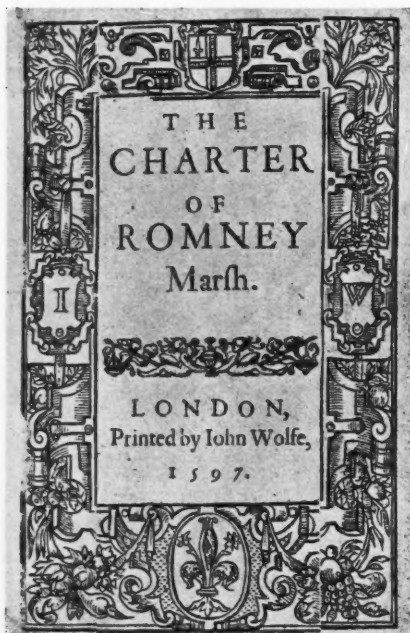 THE
CHARTER
OF
ROMNEY
Marſh.
I
W
LONDON,
Printed by Iohn Wolfe,
1597.